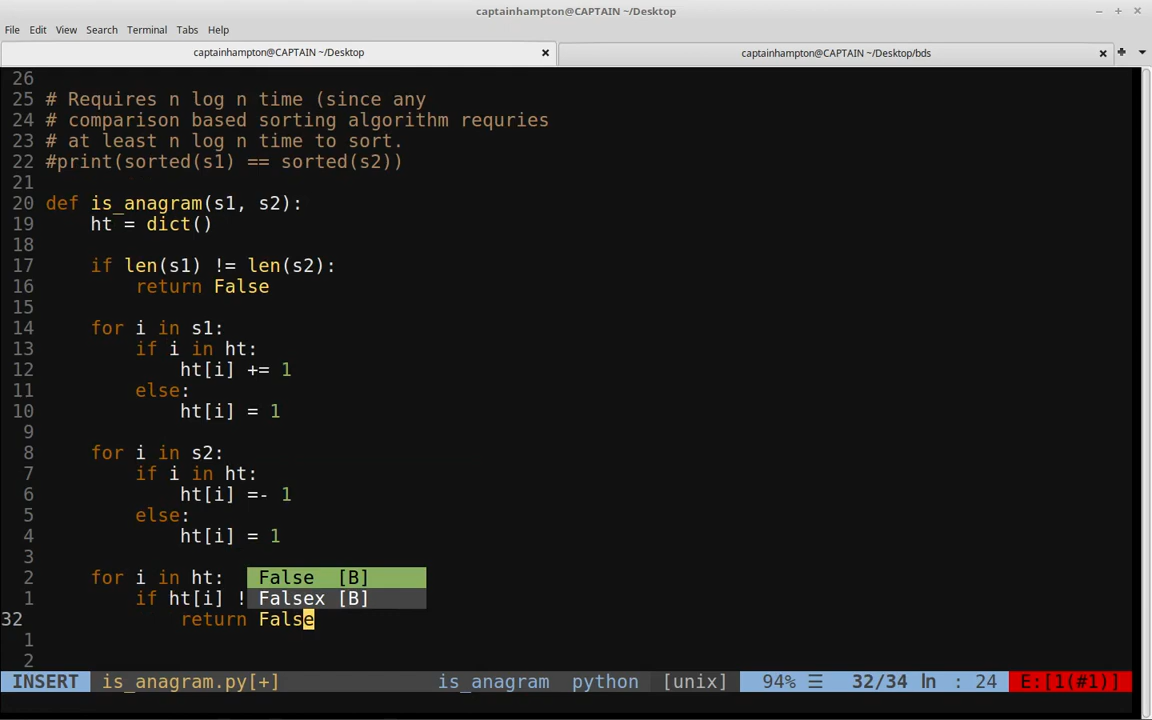 captainhampton@CAPTAIN ~/Desktop
File Edit View Search Terminal Tabs Help
captainhampton@CAPTAIN ~/Desktop captainhampton@CAPTAIN ~/Desktop/bds
26
25 # Requires n log n time (since any
24 # comparison based sorting algorithm requries
23 # at least n log n time to sort.
22 #print(sorted(s1) == sorted(s2))
21
20 def is_anagram(s1, s2):
19     ht = dict()
18
17     if len(s1) != len(s2):
16         return False
15
14     for i in s1:
13         if i in ht:
12             ht[i] += 1
11         else:
10             ht[i] = 1
9
8     for i in s2:
7         if i in ht:
6             ht[i] =- 1
5         else:
4             ht[i] = 1
3
2     for i in ht: False [B]
1         if ht[i] ! Falsex [B]
32             return False
1
2
INSERT is_anagram.py[+] is_anagram python [unix] 94% ☰ 32/34 ln : 24 E:[1(#1)]